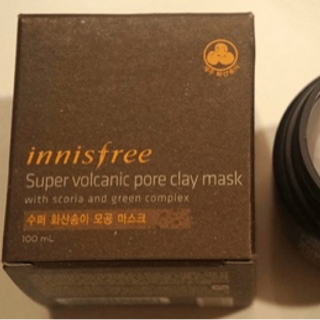 innisfree
Super volcanic pore clay mask
with scoria and green complex
수퍼 화산송이 모공 마스크
100 mL